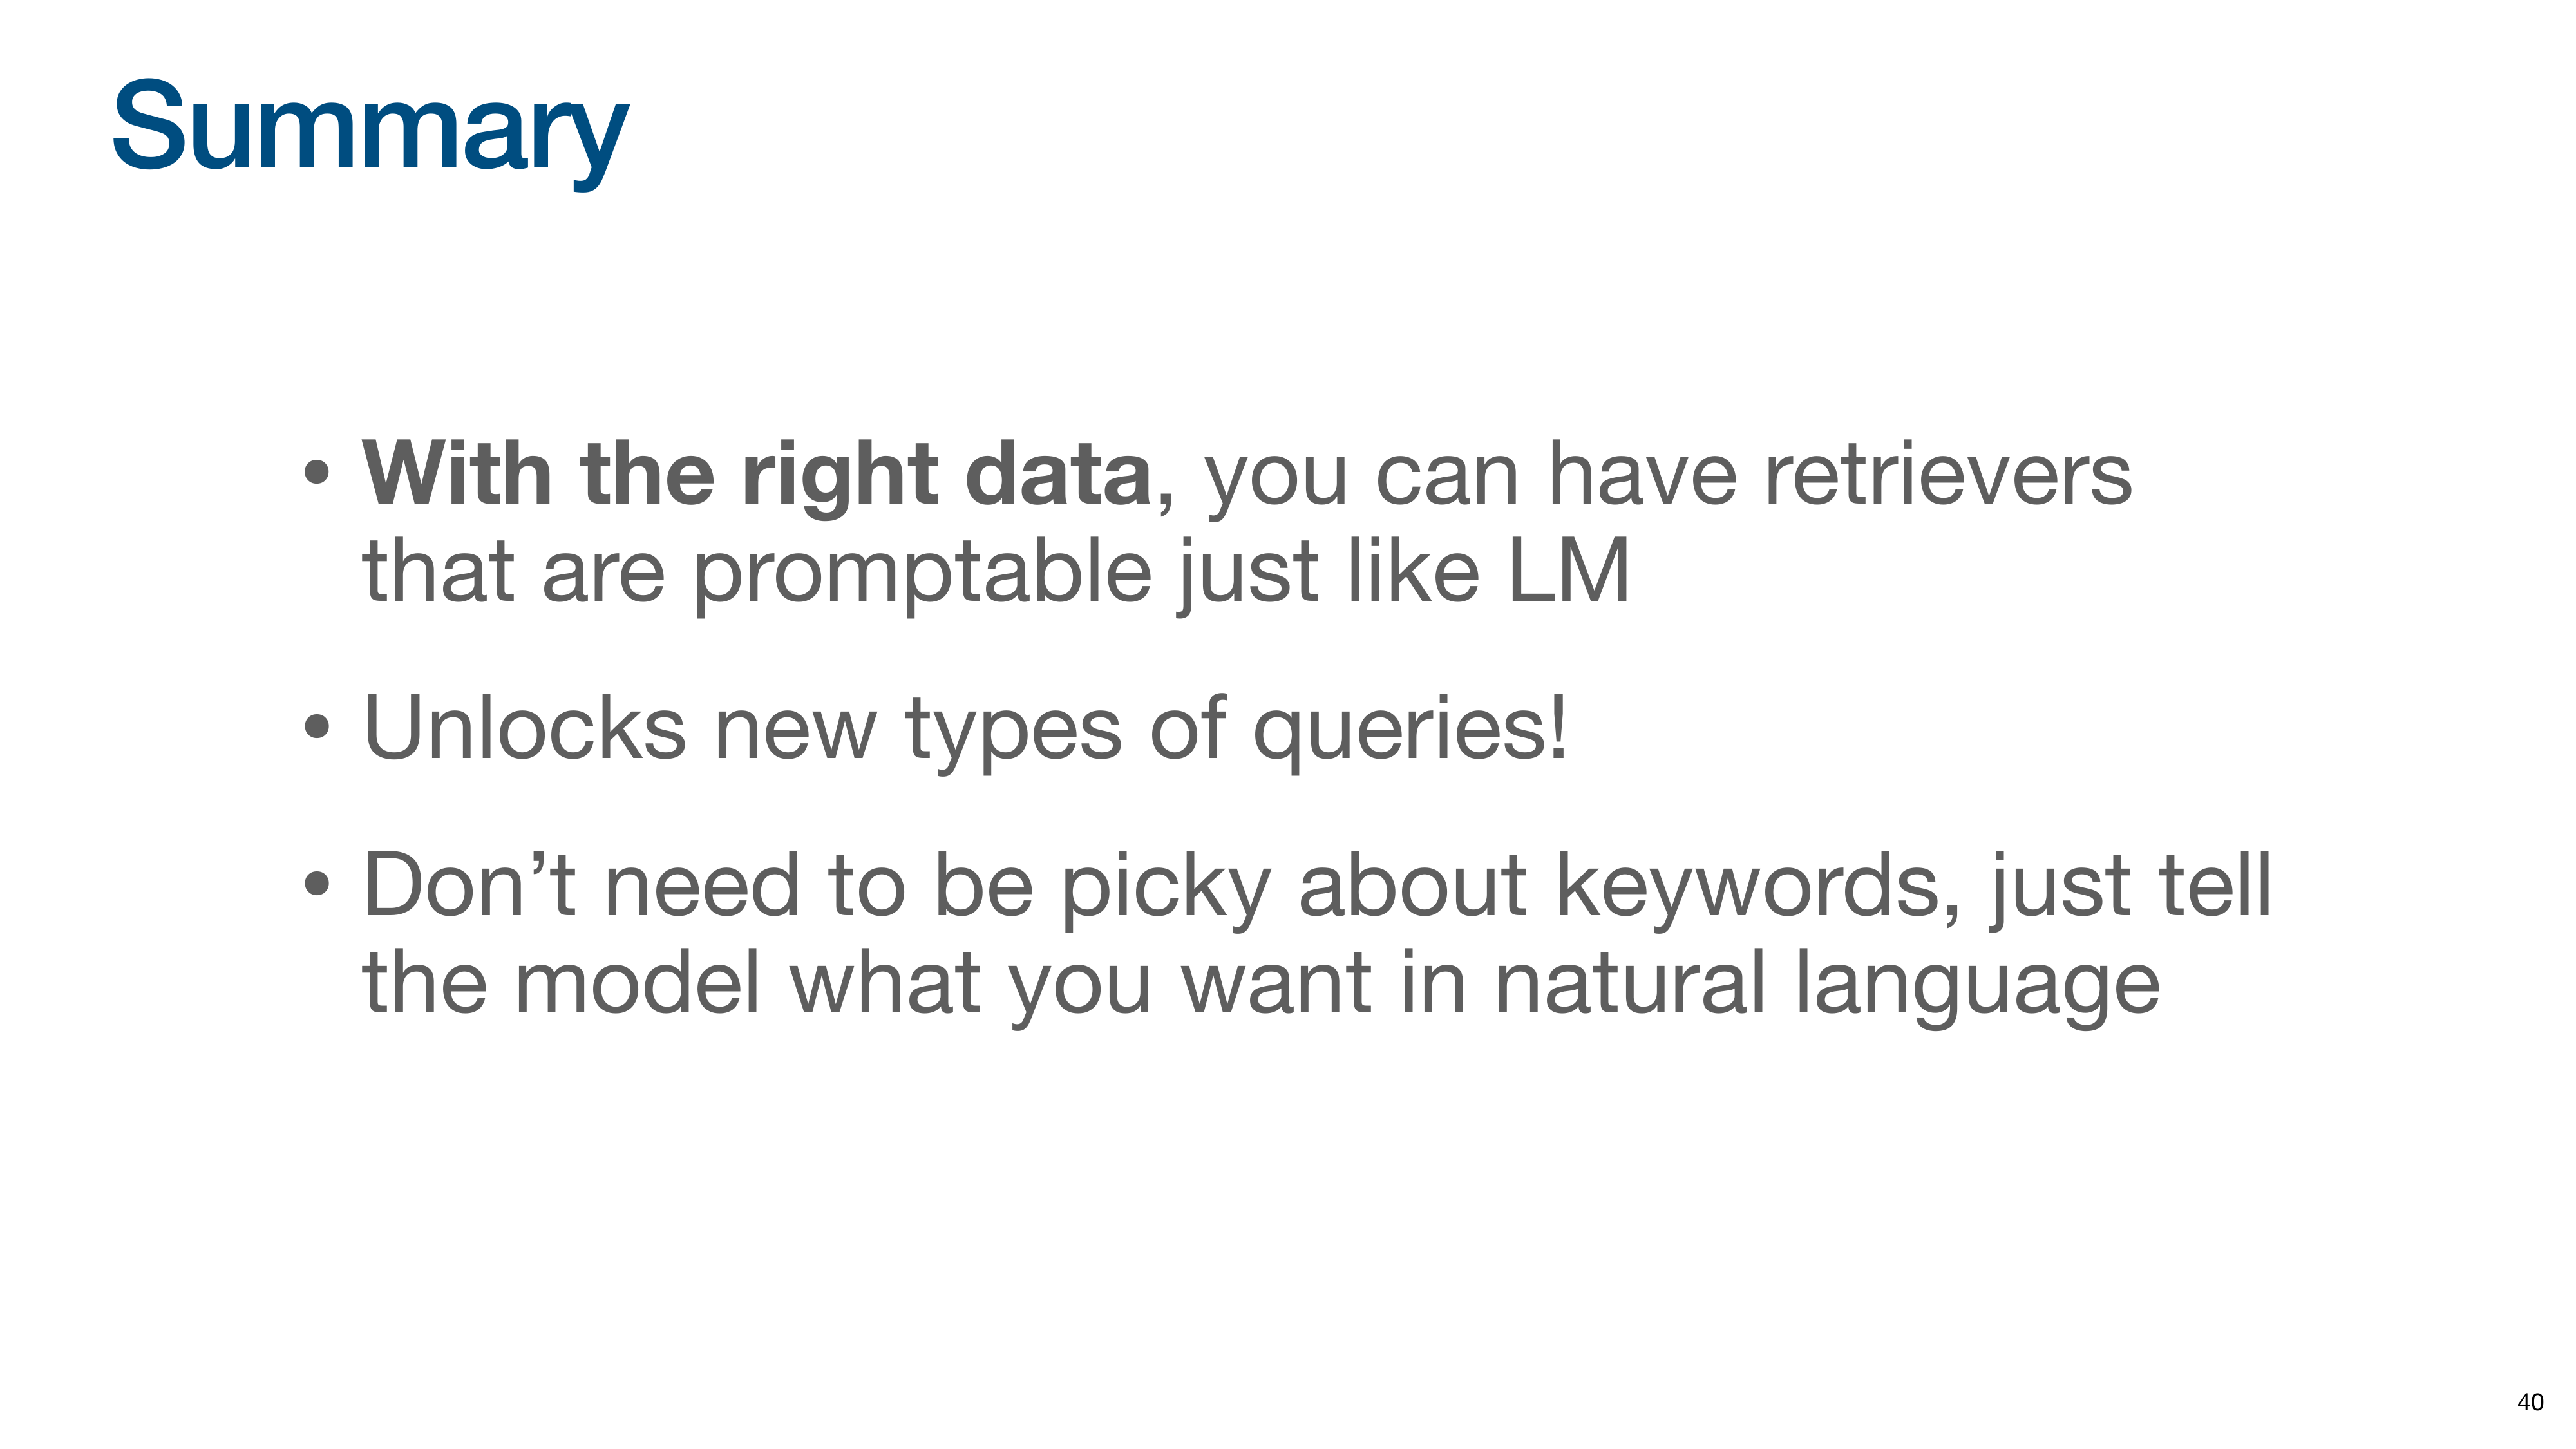 Summary
• With the right data, you can have retrievers
that are promptable just like LM
• Unlocks new types of queries!
• Don’t need to be picky about keywords, just tell
the model what you want in natural language
40